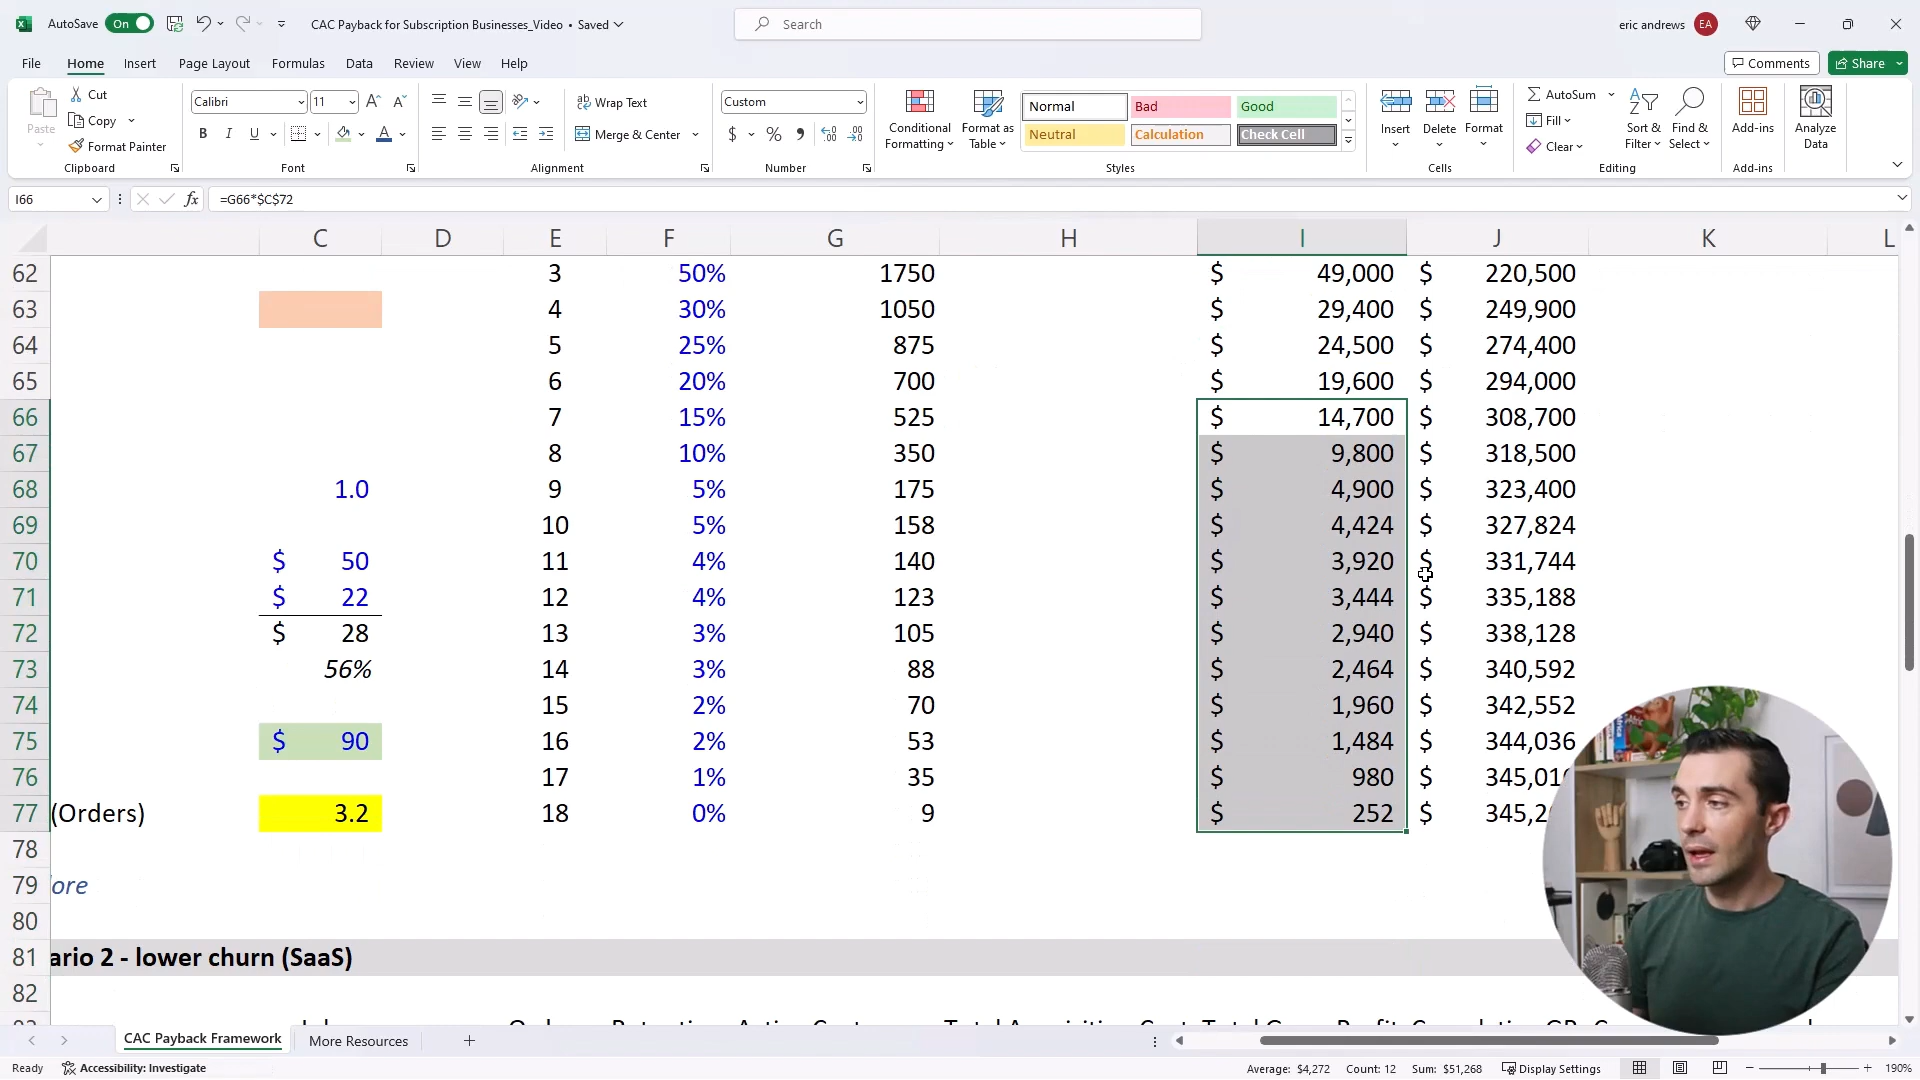 AutoSave On CAC Payback for Subscription Businesses_Video • Saved Search eric andrews EA
File Home Insert Page Layout Formulas Data Review View Help Comments Share
Paste Cut Copy Format Painter Clipboard
Calibri 11 B I U Font
Wrap Text Merge & Center Alignment
Custom $ % Number
Conditional Formatting Format as Table Normal Bad Good Neutral Calculation Check Cell Styles
Insert Delete Format Cells
AutoSum Fill Clear Sort & Filter Find & Select Editing
Add-ins Add-ins
Analyze Data
I66 fx =G66*$C$72
C D E F G H I J K L
62 3 50% 1750 $ 49,000 $ 220,500
63 4 30% 1050 $ 29,400 $ 249,900
64 5 25% 875 $ 24,500 $ 274,400
65 6 20% 700 $ 19,600 $ 294,000
66 7 15% 525 $ 14,700 $ 308,700
67 8 10% 350 $ 9,800 $ 318,500
68 1.0 9 5% 175 $ 4,900 $ 323,400
69 10 5% 158 $ 4,424 $ 327,824
70 $ 50 11 4% 140 $ 3,920 $ 331,744
71 $ 22 12 4% 123 $ 3,444 $ 335,188
72 $ 28 13 3% 105 $ 2,940 $ 338,128
73 56% 14 3% 88 $ 2,464 $ 340,592
74 15 2% 70 $ 1,960 $ 342,552
75 $ 90 16 2% 53 $ 1,484 $ 344,036
76 17 1% 35 $ 980 $
77 (Orders) 3.2 18 0% 9 $ 252 $
78
79 ore
80
81 ario 2 - lower churn (SaaS)
82
CAC Payback Framework More Resources
Ready Accessibility: Investigate Average: $4,272 Count: 12 Sum: $51,268 Display Settings 190%